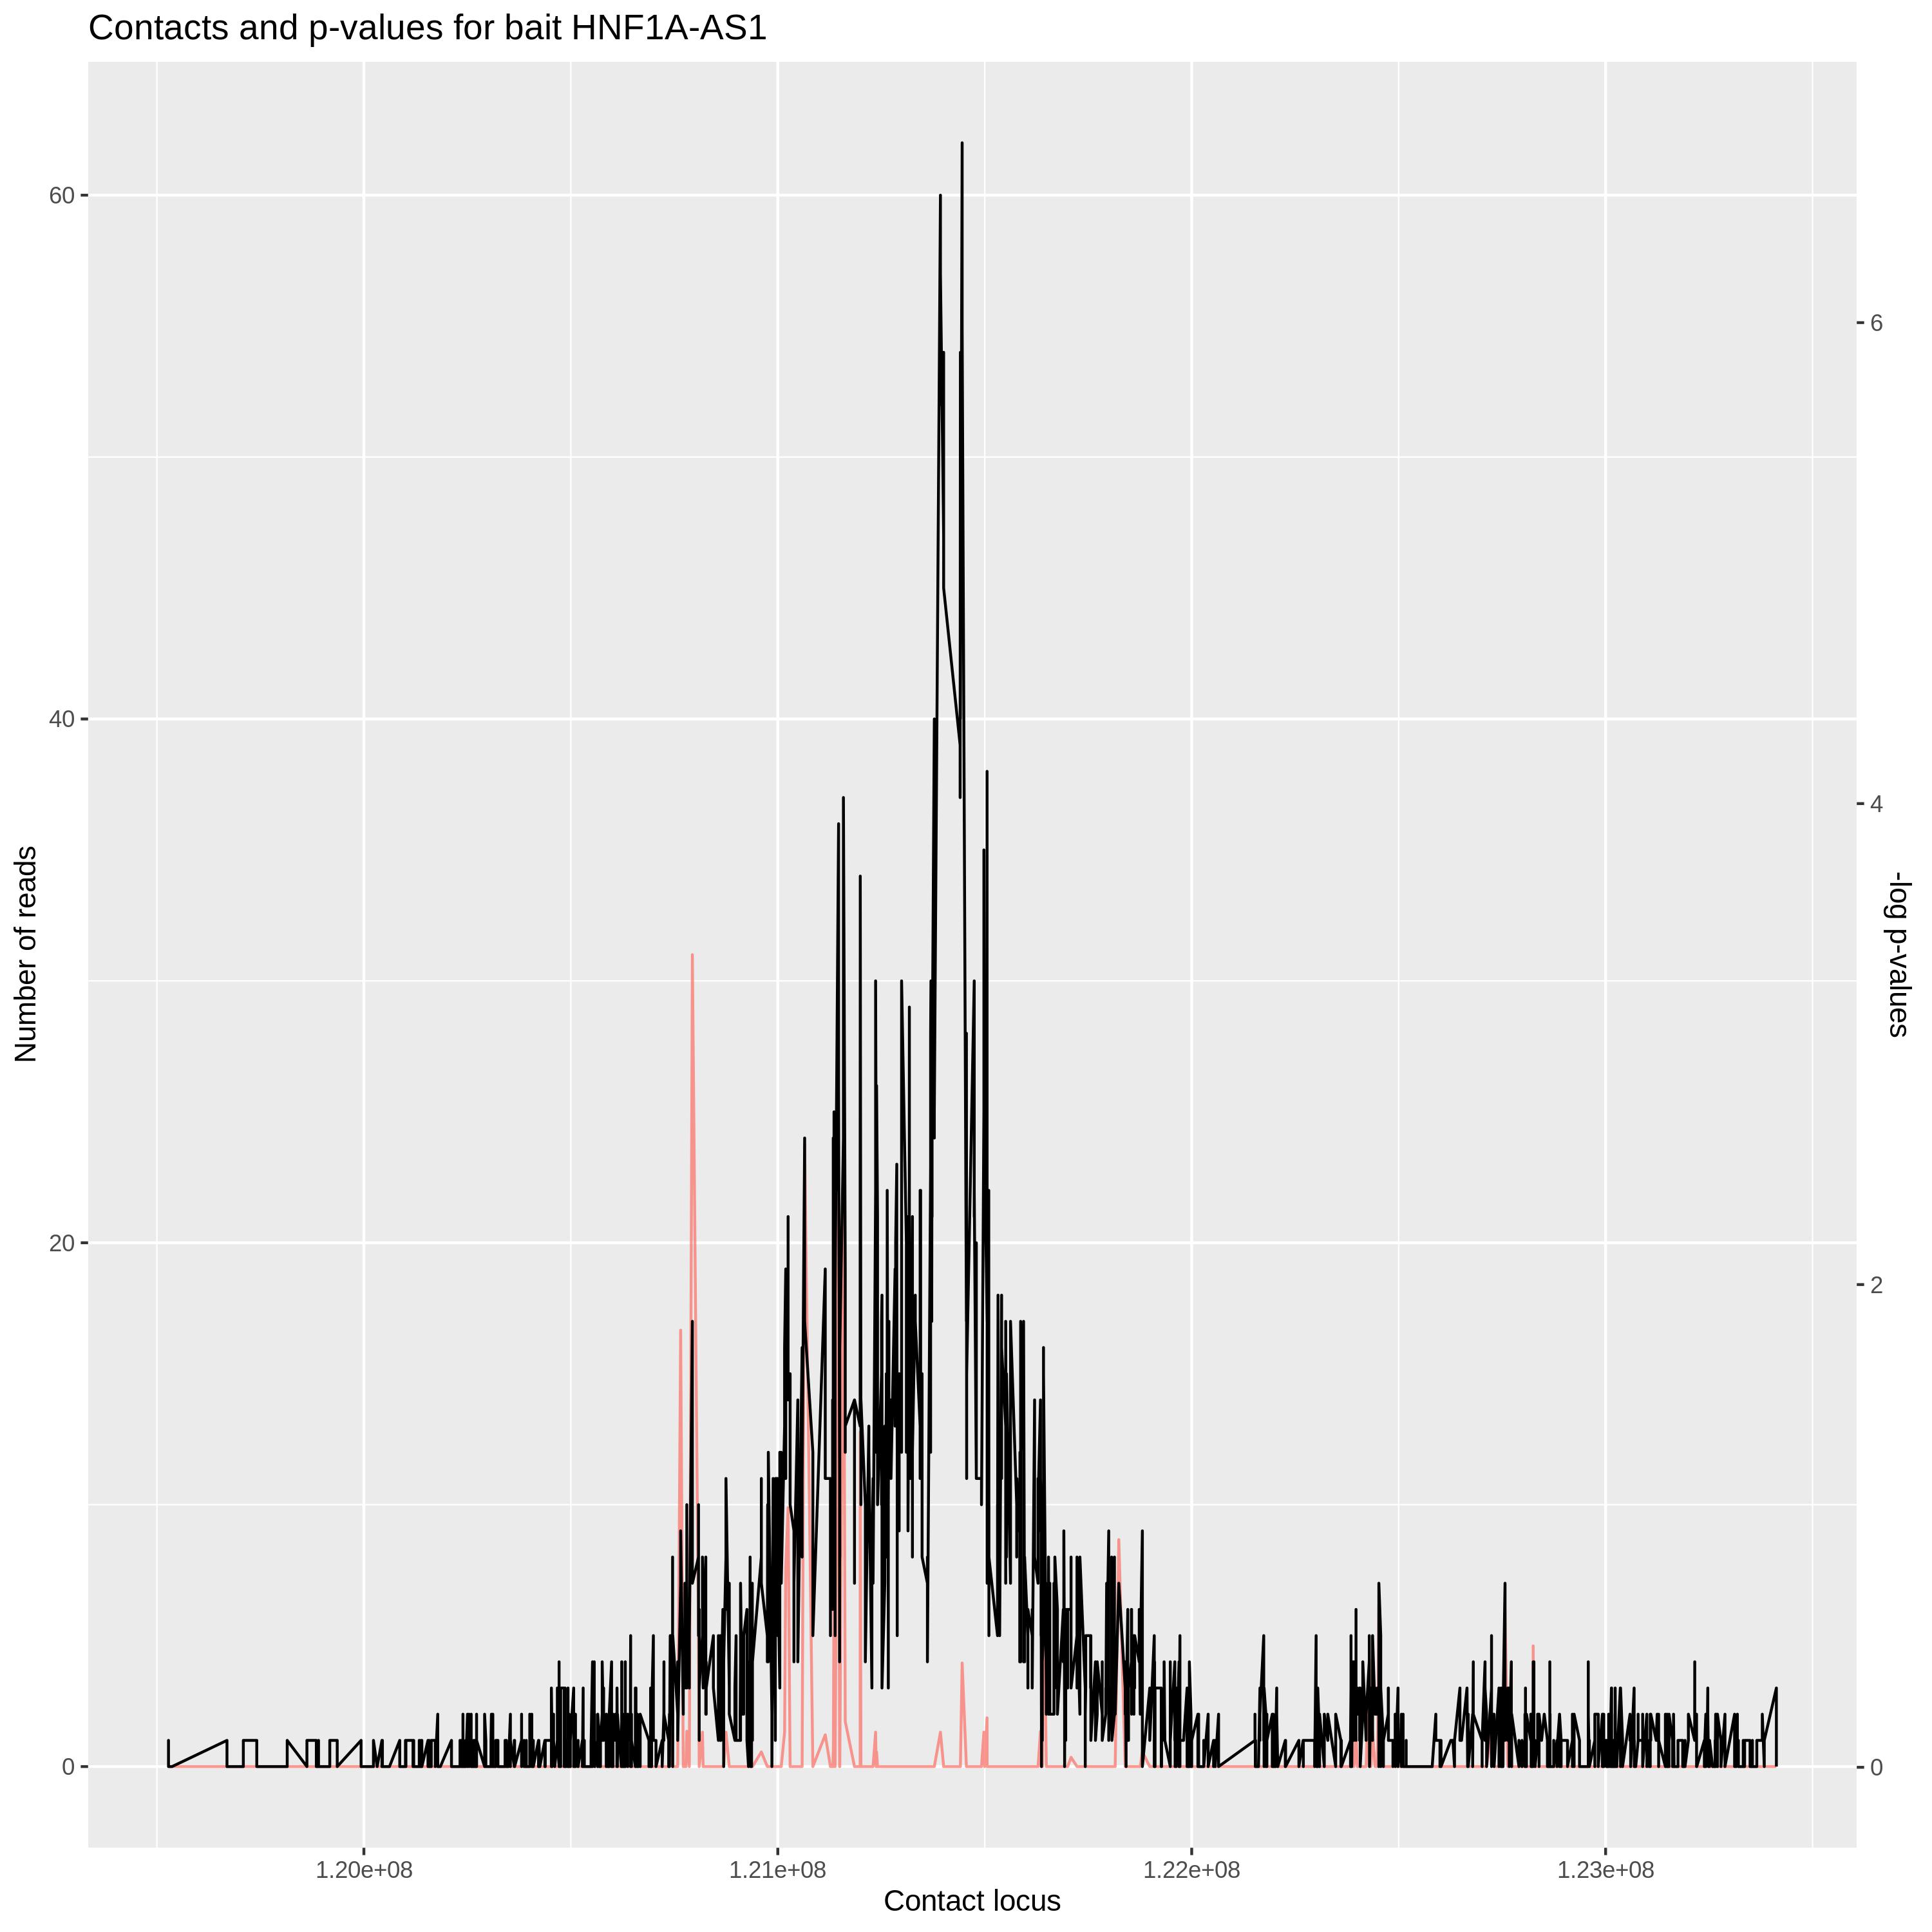 Contacts and p-values for bait HNF1A-AS1
Number of reads
60
40
20
0
6
4
2
0
-log p-values
1.20e+08
1.21e+08
1.22e+08
1.23e+08
Contact locus